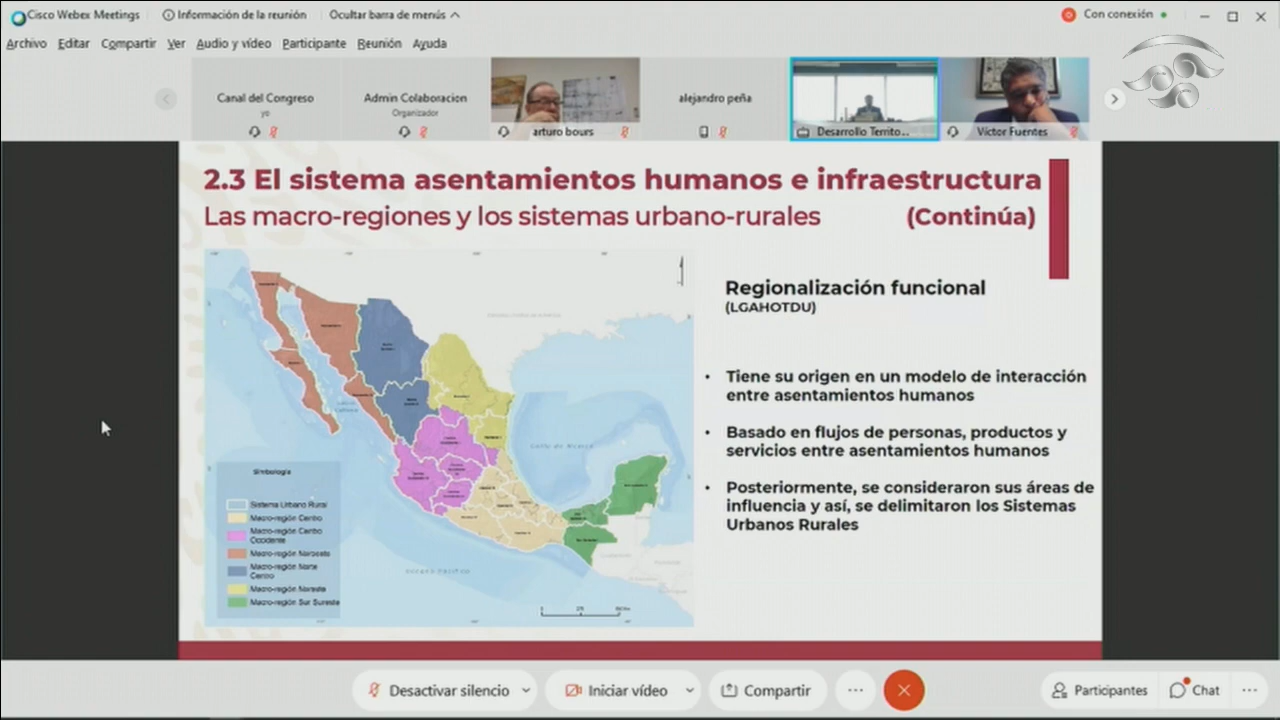 Cisco Webex Meetings
Información de la reunión
Ocultar barra de menús
Con conexión
Archivo Editar Compartir Ver Audio y vídeo Participante Reunión Ayuda
Canal del Congreso
yo
Admin Colaboracion
Organizador
arturo bours
alejandro peña
Desarrollo Territo...
Víctor Fuentes
2.3 El sistema asentamientos humanos e infraestructura
Las macro-regiones y los sistemas urbano-rurales (Continúa)
Regionalización funcional
(LGAHOTDU)
• Tiene su origen en un modelo de interacción
entre asentamientos humanos
• Basado en flujos de personas, productos y
servicios entre asentamientos humanos
• Posteriormente, se consideraron sus áreas de
influencia y así, se delimitaron los Sistemas
Urbanos Rurales
Golfo de México
Océano Pacífico
Simbología
Sistema Urbano Rural
Macro-región Centro
Macro-región Centro
Occidente
Macro-región Noroeste
Macro-región Norte
Centro
Macro-región Noreste
Macro-región Sur Sureste
Desactivar silencio
Iniciar vídeo
Compartir
Participantes
Chat